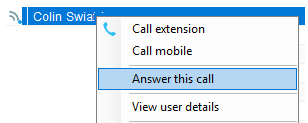 Colin
Call extension
Call mobile
Answer this call
View user details